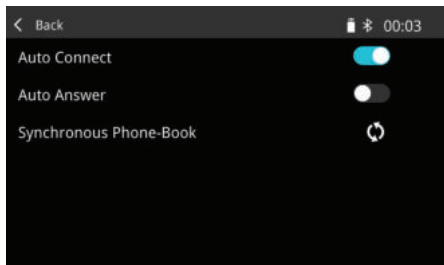 Back 00:03
Auto Connect
Auto Answer
Synchronous Phone-Book